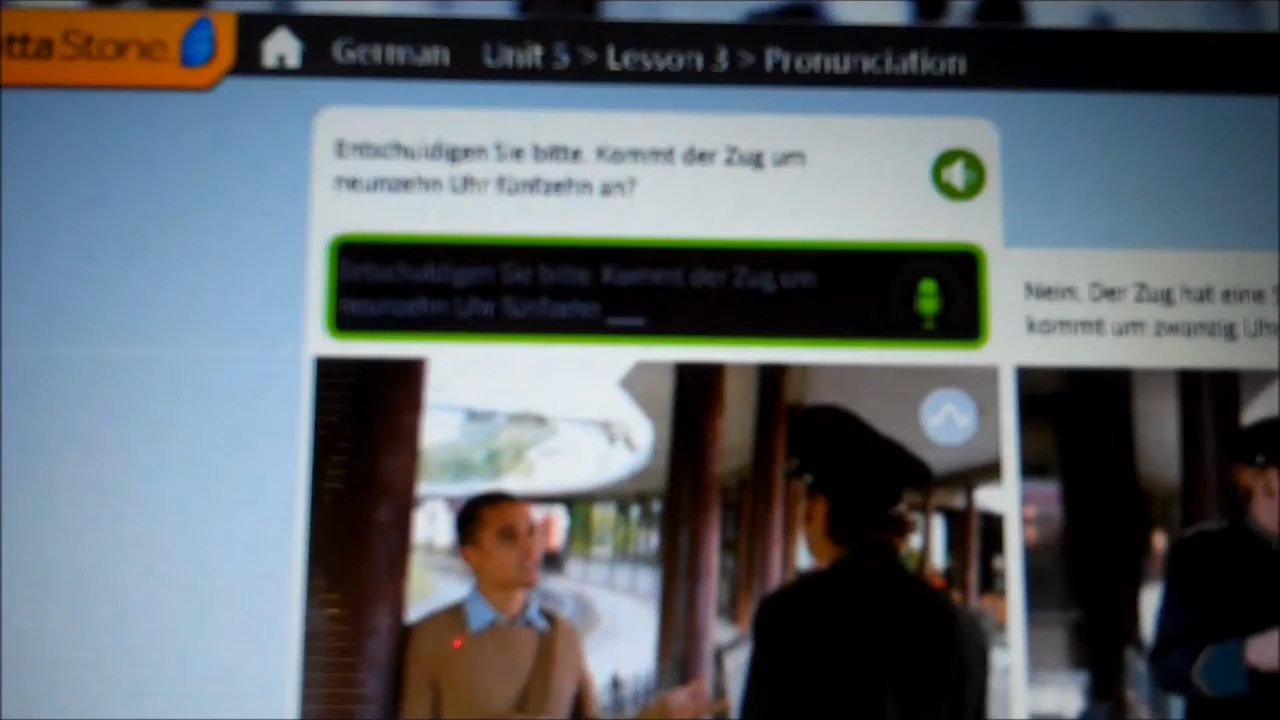 tta Stone
German Unit 5 > Lesson 3 > Pronunciation
Entschuldigen Sie bitte. Kommt der Zug um
neunzehn Uhr fünfzehn an?
Entschuldigen Sie bitte. Kommt der Zug um
neunzehn Uhr fünfzehn ___
Nein. Der Zug hat eine
kommt um zwanzig Uhr